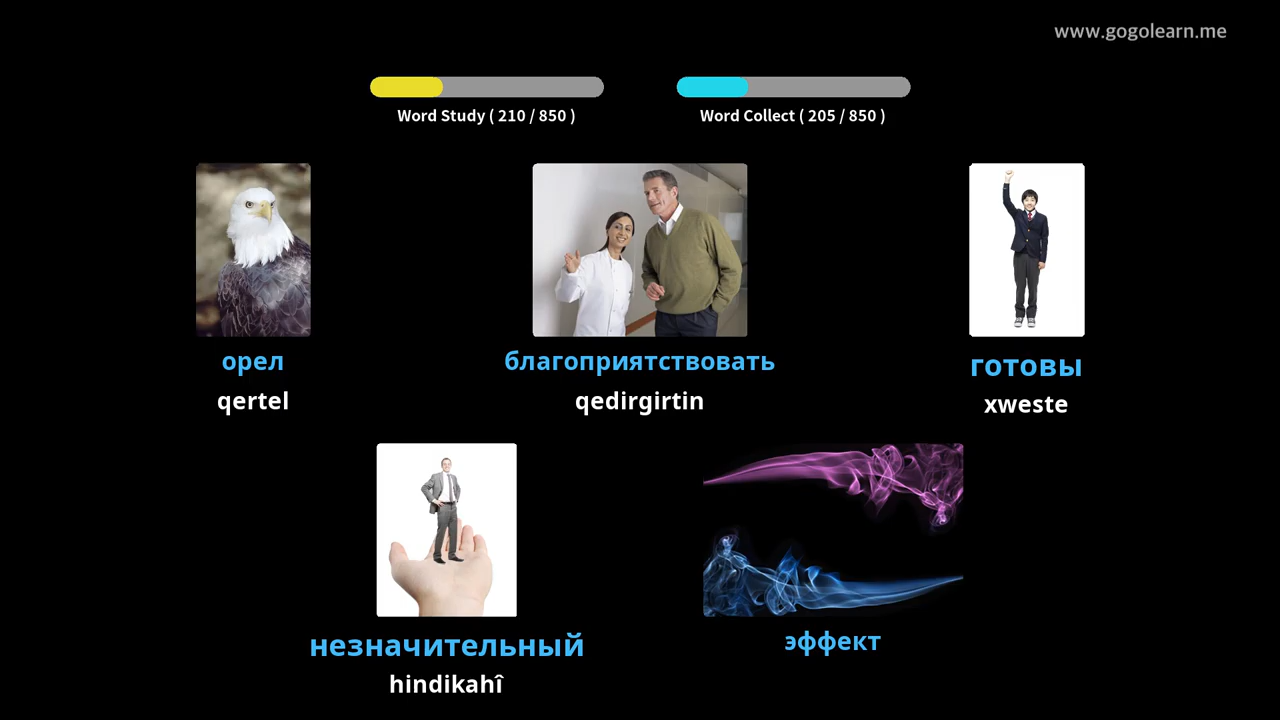 www.gogolearn.me
Word Study ( 210 / 850 )
Word Collect ( 205 / 850 )
орел
qertel
благоприятствовать
qedirgirtin
готовы
xweste
незначительный
hindikahî
эффект